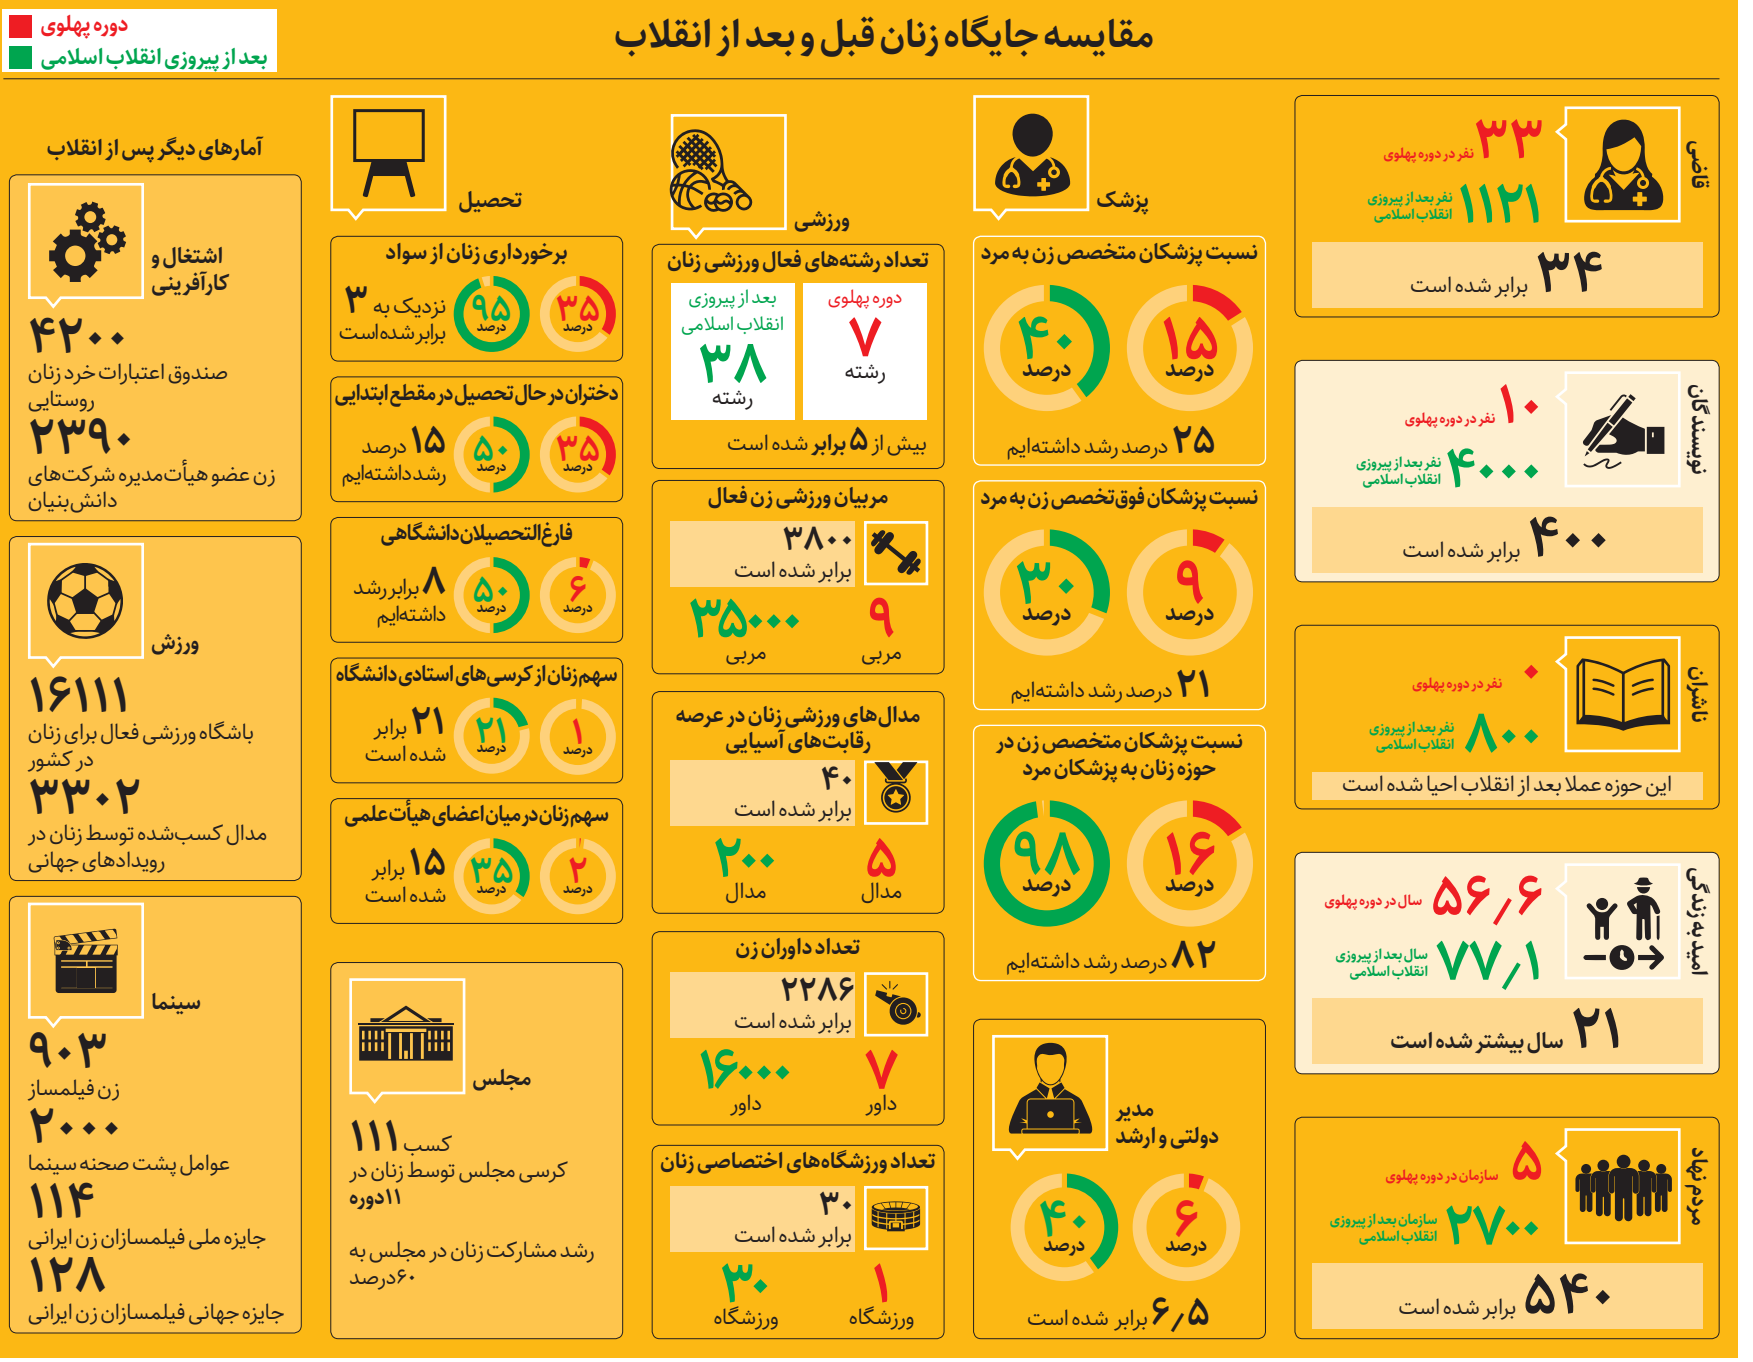 مقایسه جایگاه زنان قبل و بعد از انقلاب
دوره پهلوی
بعد از پیروزی انقلاب اسلامی
قاضی
۳۳ نفر در دوره پهلوی
۱۱۲۱ نفر بعد از پیروزی
انقلاب اسلامی
۳۴ برابر شده است
نویسندگان
۱۰ نفر در دوره پهلوی
۴۰۰۰ نفر بعد از پیروزی
انقلاب اسلامی
۴۰۰ برابر شده است
ناشران
۰ نفر در دوره پهلوی
۸۰۰ نفر بعد از پیروزی
انقلاب اسلامی
این حوزه عملا بعد از انقلاب احیا شده است
امید به زندگی
۵۶٫۶ سال در دوره پهلوی
۷۷٫۱ سال بعد از پیروزی
انقلاب اسلامی
۲۱ سال بیشتر شده است
مردم نهاد
۵ سازمان در دوره پهلوی
۲۷۰۰ سازمان بعد از پیروزی
انقلاب اسلامی
۵۴۰ برابر شده است
پزشک
نسبت پزشکان متخصص زن به مرد
۱۵ درصد
۴۰ درصد
۲۵ درصد رشد داشته‌ایم
نسبت پزشکان فوق‌تخصص زن به مرد
۹ درصد
۳۰ درصد
۲۱ درصد رشد داشته‌ایم
نسبت پزشکان متخصص زن در
حوزه زنان به پزشکان مرد
۱۶ درصد
۹۸ درصد
۸۲ درصد رشد داشته‌ایم
مدیر
دولتی و ارشد
۶ درصد
۴۰ درصد
۶٫۵ برابر شده است
ورزشی
تعداد رشته‌های فعال ورزشی زنان
دوره پهلوی
۷
رشته
بعد از پیروزی
انقلاب اسلامی
۳۸
رشته
بیش از ۵ برابر شده است
مربیان ورزشی زن فعال
۳۸۰۰
برابر شده است
۹
مربی
۳۵۰۰۰
مربی
مدال‌های ورزشی زنان در عرصه
رقابت‌های آسیایی
۴۰
برابر شده است
۵
مدال
۲۰۰
مدال
تعداد داوران زن
۲۲۸۶
برابر شده است
۷
داور
۱۶۰۰۰
داور
تعداد ورزشگاه‌های اختصاصی زنان
۳۰
برابر شده است
۱
ورزشگاه
۳۰
ورزشگاه
تحصیل
برخورداری زنان از سواد
۳۵ درصد
۹۵ درصد
نزدیک به ۳
برابر شده است
دختران در حال تحصیل در مقطع ابتدایی
۳۵ درصد
۵۰ درصد
۱۵ درصد
رشد داشته‌ایم
فارغ‌التحصیلان دانشگاهی
۶ درصد
۵۰ درصد
۸ برابر رشد
داشته‌ایم
سهم زنان از کرسی‌های استادی دانشگاه
۱ درصد
۲۱ درصد
۲۱ برابر
شده است
سهم زنان در میان اعضای هیأت علمی
۲ درصد
۳۵ درصد
۱۵ برابر
شده است
مجلس
کسب ۱۱۱
کرسی مجلس توسط زنان در
۱۱دوره
رشد مشارکت زنان در مجلس به
۶۰درصد
آمارهای دیگر پس از انقلاب
اشتغال و
کارآفرینی
۴۲۰۰
صندوق اعتبارات خرد زنان
روستایی
۲۳۹۰
زن عضو هیأت‌مدیره شرکت‌های
دانش‌بنیان
ورزش
۱۶۱۱۱
باشگاه ورزشی فعال برای زنان
در کشور
۳۳۰۲
مدال کسب‌شده توسط زنان در
رویدادهای جهانی
سینما
۹۰۳
زن فیلمساز
۲۰۰۰
عوامل پشت صحنه سینما
۱۱۴
جایزه ملی فیلمسازان زن ایرانی
۱۲۸
جایزه جهانی فیلمسازان زن ایرانی